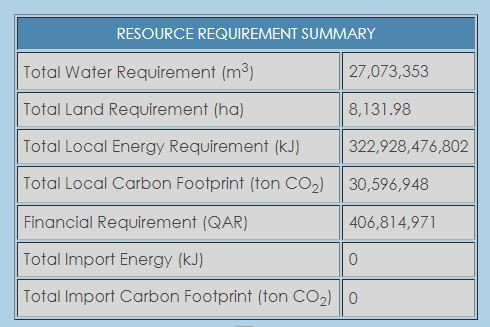 RESOURCE REQUIREMENT SUMMARY
Total Water Requirement (m³) 27,073,353
Total Land Requirement (ha) 8,131.98
Total Local Energy Requirement (kJ) 322,928,476,802
Total Local Carbon Footprint (ton CO₂) 30,596,948
Financial Requirement (QAR) 406,814,971
Total Import Energy (kJ) 0
Total Import Carbon Footprint (ton CO₂) 0